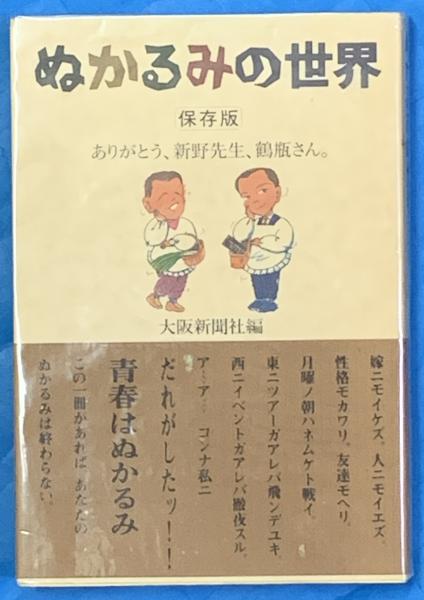 ぬかるみの世界
保存版
ありがとう、新野先生、鶴瓶さん。
大阪新聞社編
嫁ニモイケズ。人ニモイエズ
性格モカワリ。友達モヘリ。
月曜ノ朝ハネムケト戦イ。
東ニツアーガアレバ飛ンデユキ。
西ニイベントガアレバ徹夜スル。
ア…ア… コンナ私ニ
だれがしたッ!!
青春はぬかるみ
この一冊があれば、あなたの
ぬかるみは終わらない。